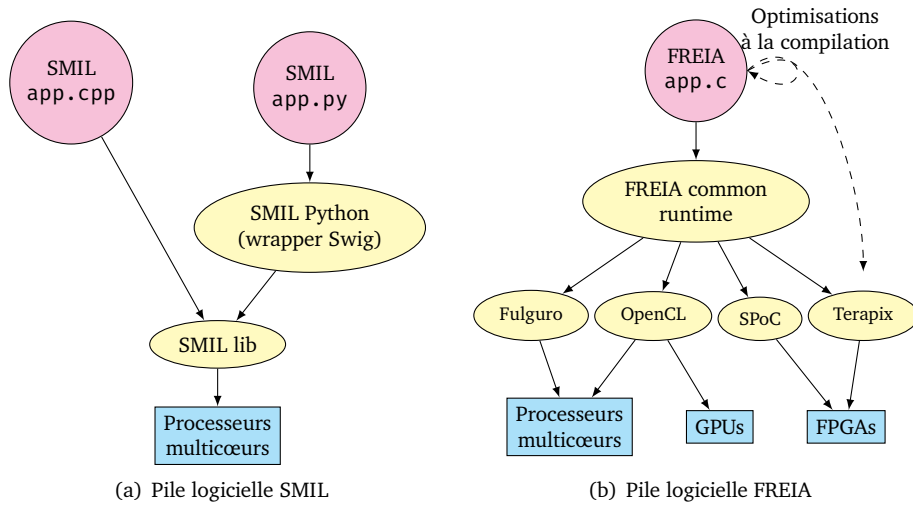 SMIL
app.cpp
SMIL
app.py
SMIL Python
(wrapper Swig)
SMIL lib
Processeurs
multicœurs
(a) Pile logicielle SMIL
Optimisations
à la compilation
FREIA
app.c
FREIA common
runtime
Fulguro
OpenCL
SPoC
Terapix
Processeurs
multicœurs
GPUs
FPGAs
(b) Pile logicielle FREIA